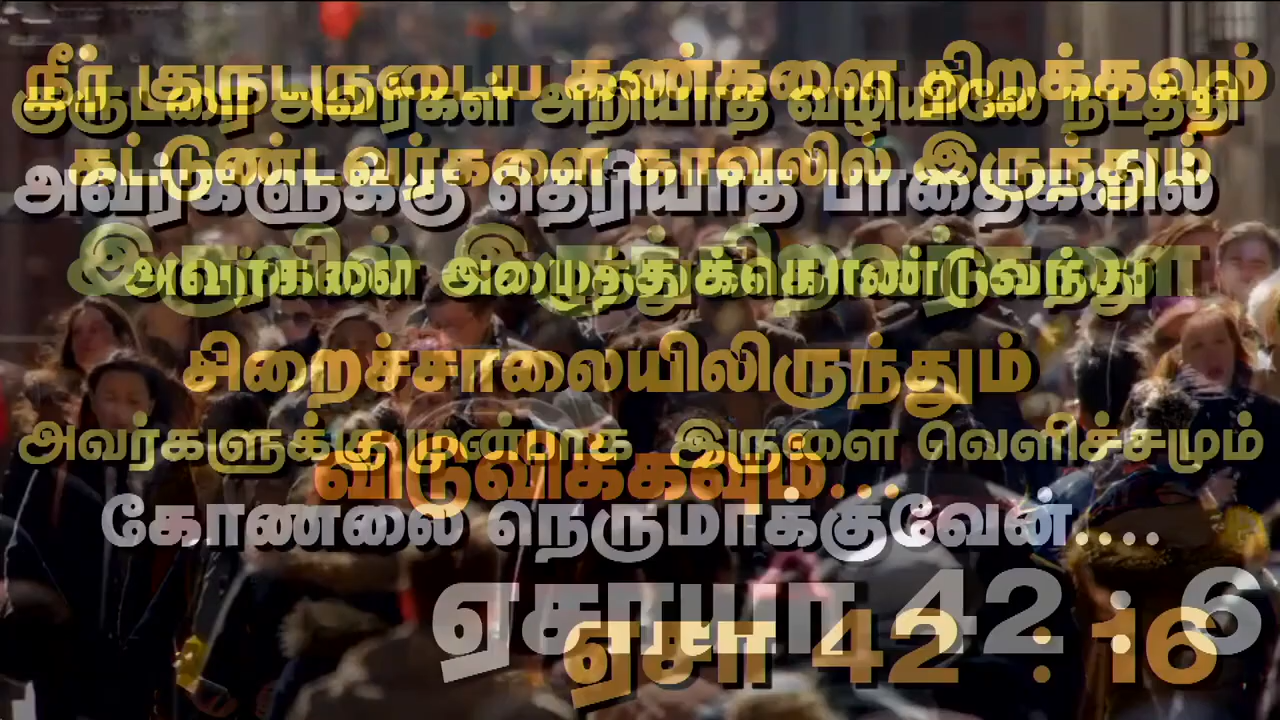 நீர் குருடருடைய கண்களை திறக்கவும்
குருடரை அவர்கள் அறியாத வழியிலே நடத்தி
கட்டுண்டவர்களை காவலில் இருந்தும்
அவர்களுக்கு தெரியாத பாதைகளில்
இருளில் இருக்கிறவர்களை
அவர்களை அழைத்துக்கொண்டுவந்து
சிறைச்சாலையிலிருந்தும்
அவர்களுக்கு முன்பாக இருளை வெளிச்சமும்
விடுவிக்கவும்...
கோணலை நெருமாக்குவேன்....
ஏசாயா 42 : 6
ஏசா 42 : 16